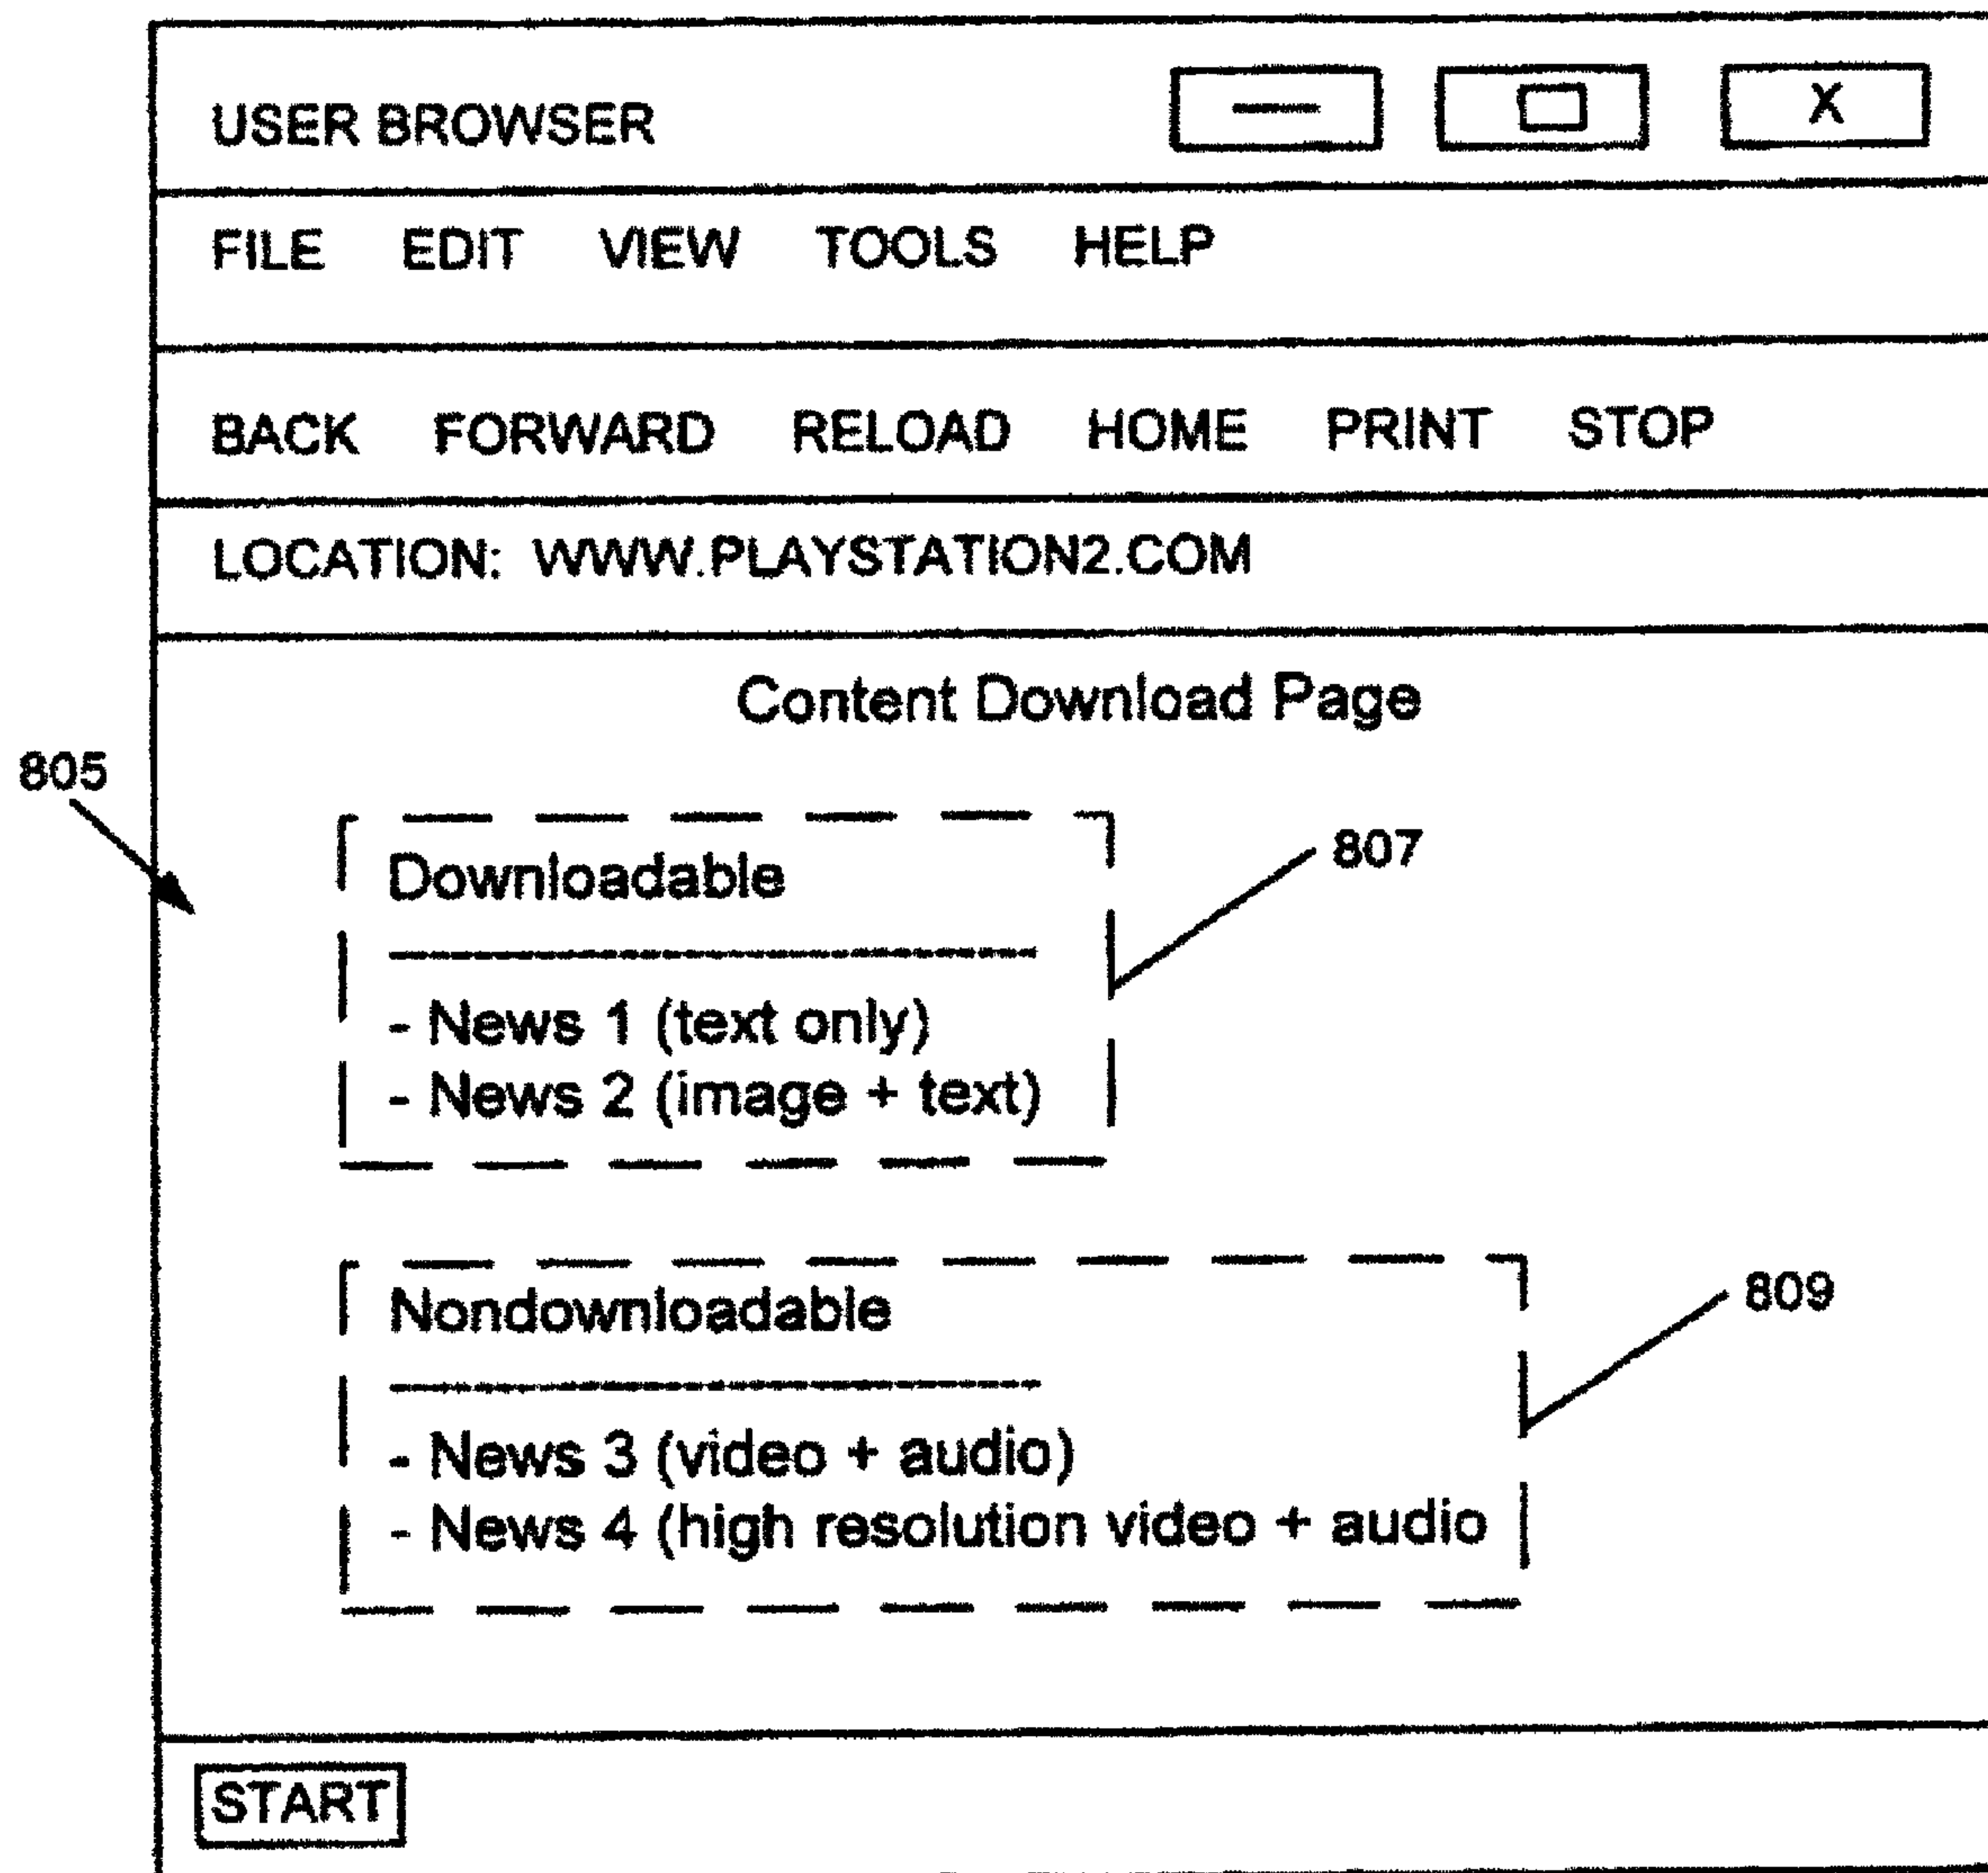 USER BROWSER — X
FILE EDIT VIEW TOOLS HELP
BACK FORWARD RELOAD HOME PRINT STOP
LOCATION: WWW.PLAYSTATION2.COM
Content Download Page
805
Downloadable
807
- News 1 (text only)
- News 2 (image + text)
Nondownloadable
809
- News 3 (video + audio)
- News 4 (high resolution video + audio
START